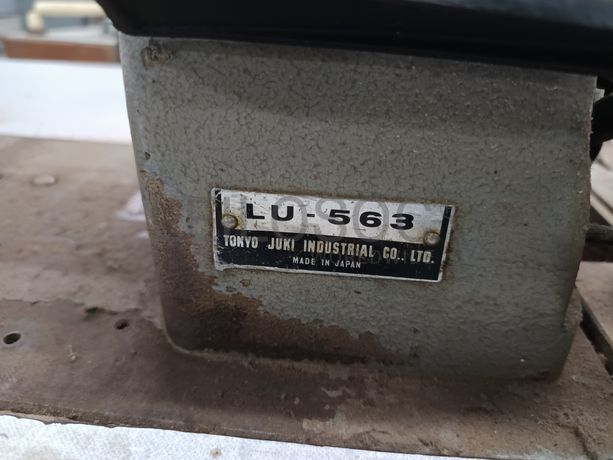 LU-563
TOKYO JUKI INDUSTRIAL CO., LTD.
MADE IN JAPAN